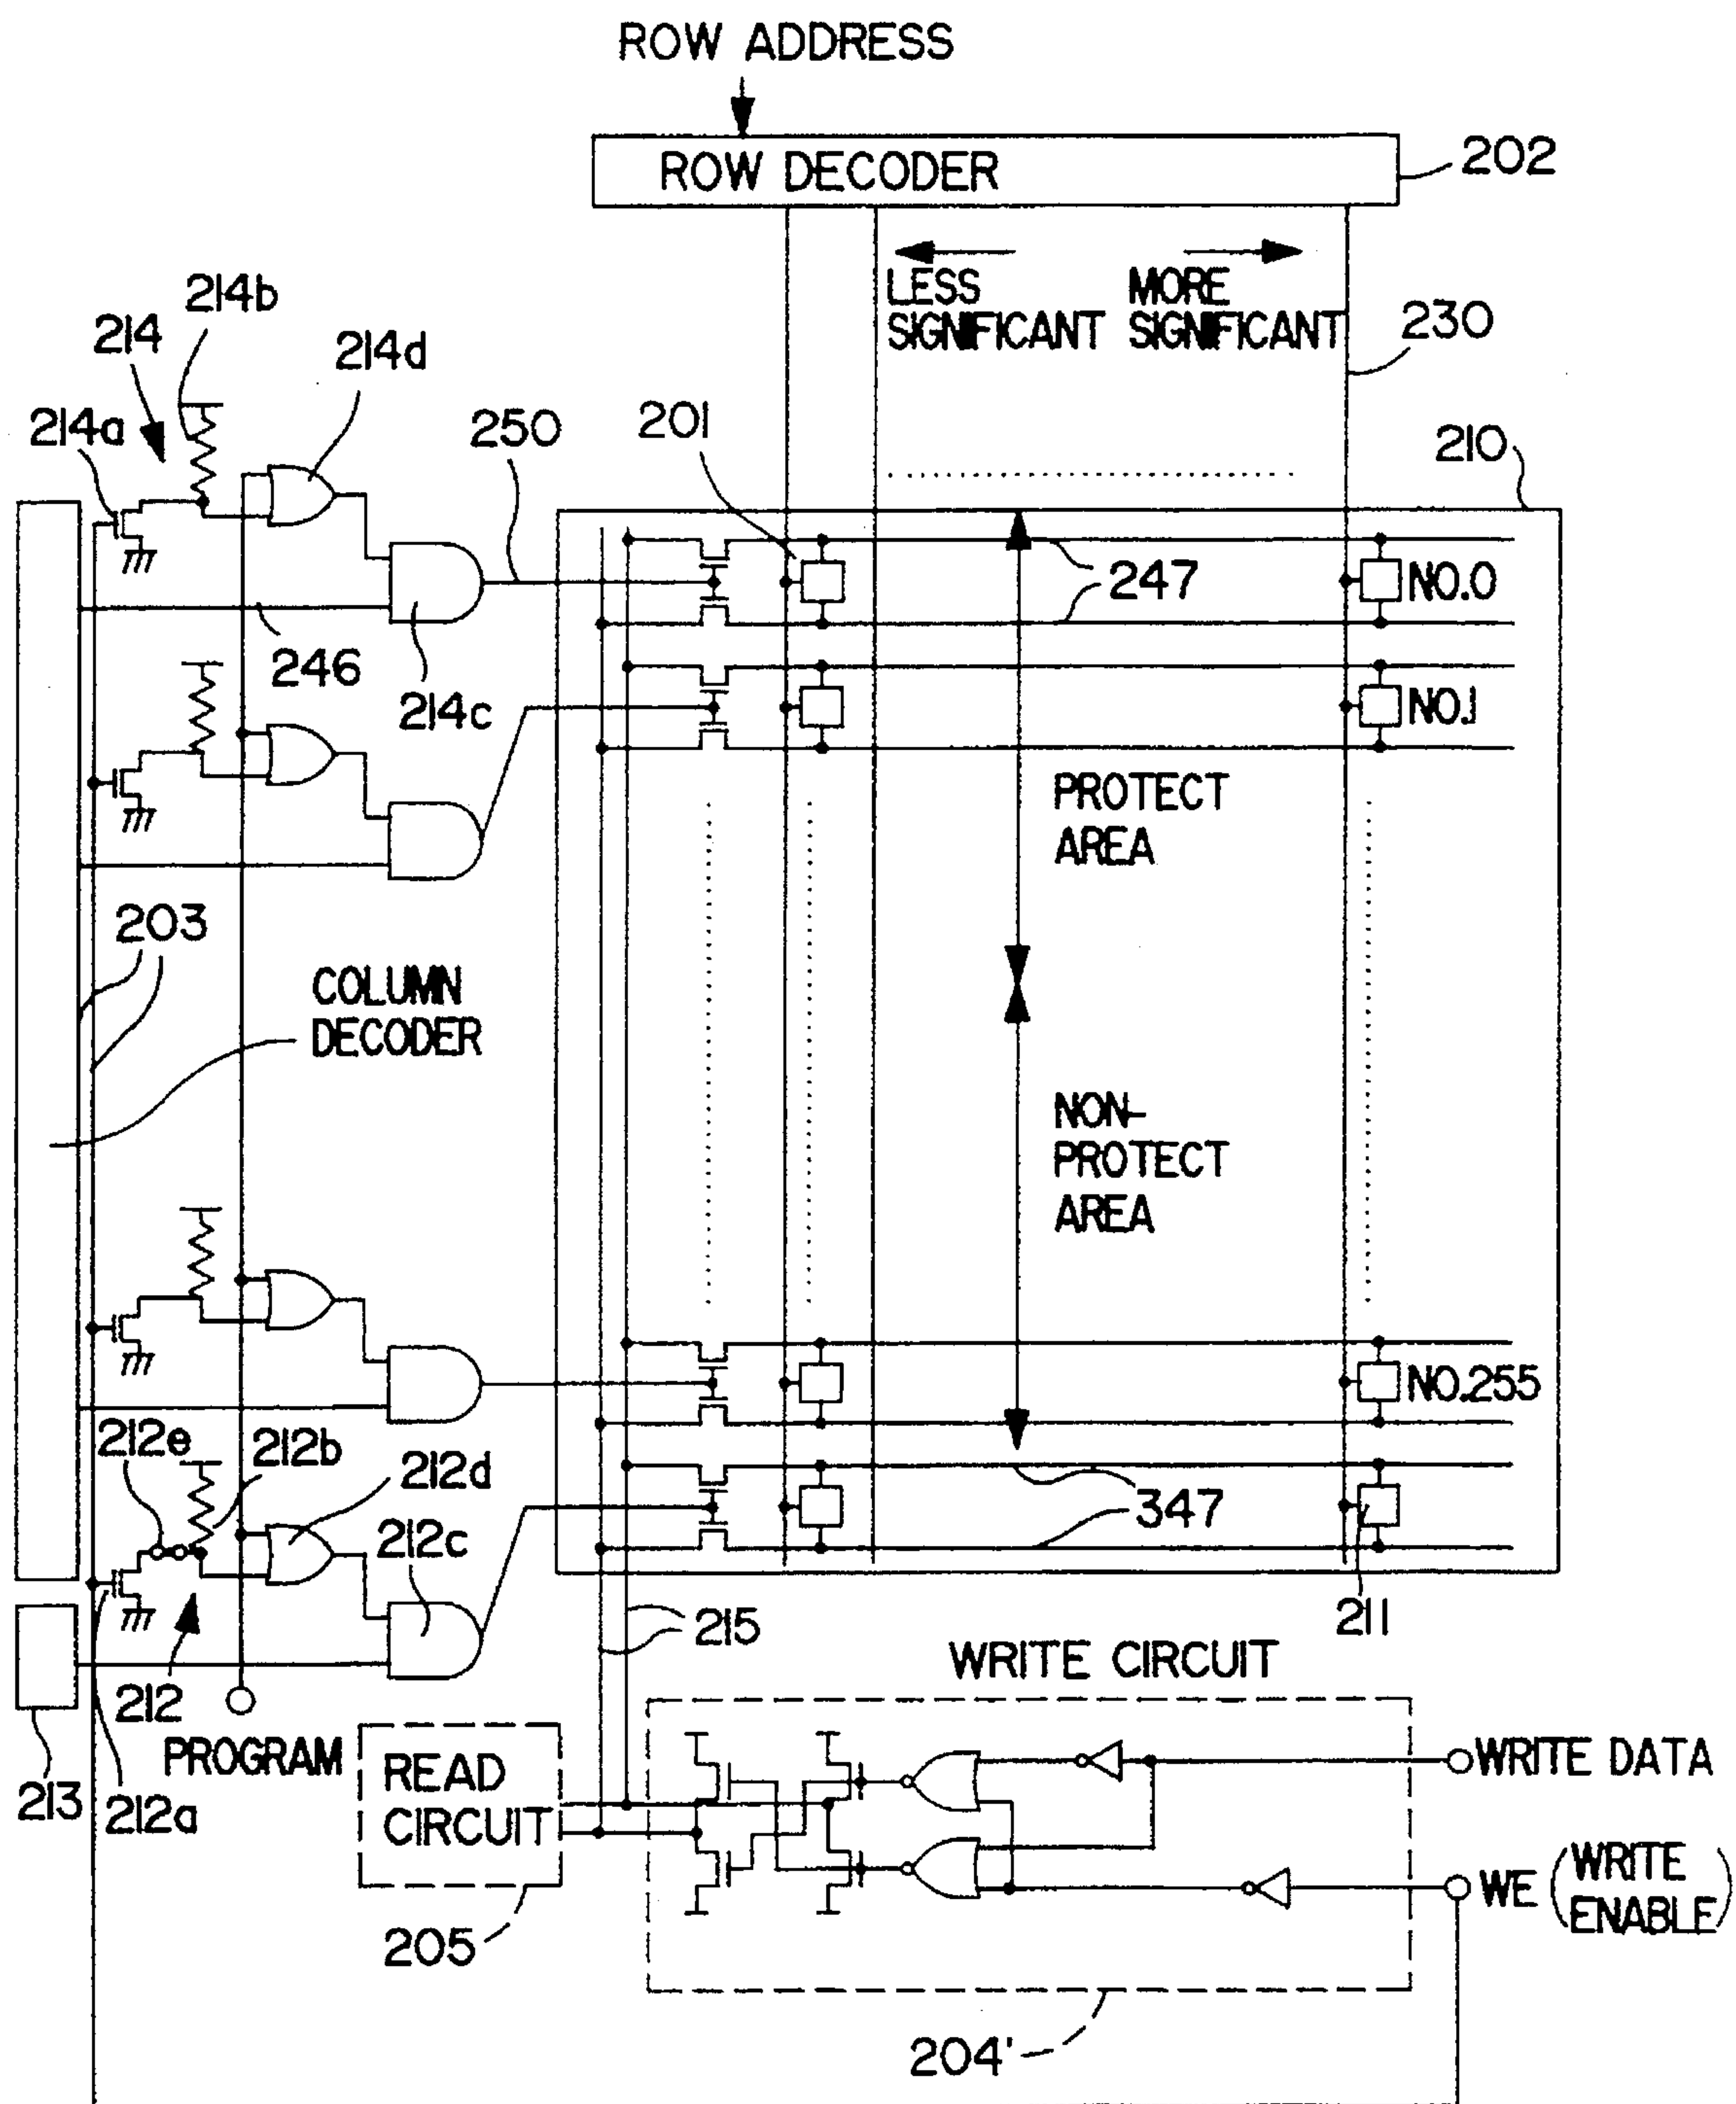 ROW ADDRESS
ROW DECODER
202
LESS SIGNIFICANT
MORE SIGNIFICANT
230
214b
214
214d
214a
250
201
210
247
NO.0
246
214c
NO.1
PROTECT
AREA
203
COLUMN
DECODER
NON-
PROTECT
AREA
NO.255
212e
212b
212d
212c
347
211
215
WRITE CIRCUIT
212
PROGRAM
READ
CIRCUIT
WRITE DATA
213
212a
WE (WRITE ENABLE)
205
204'